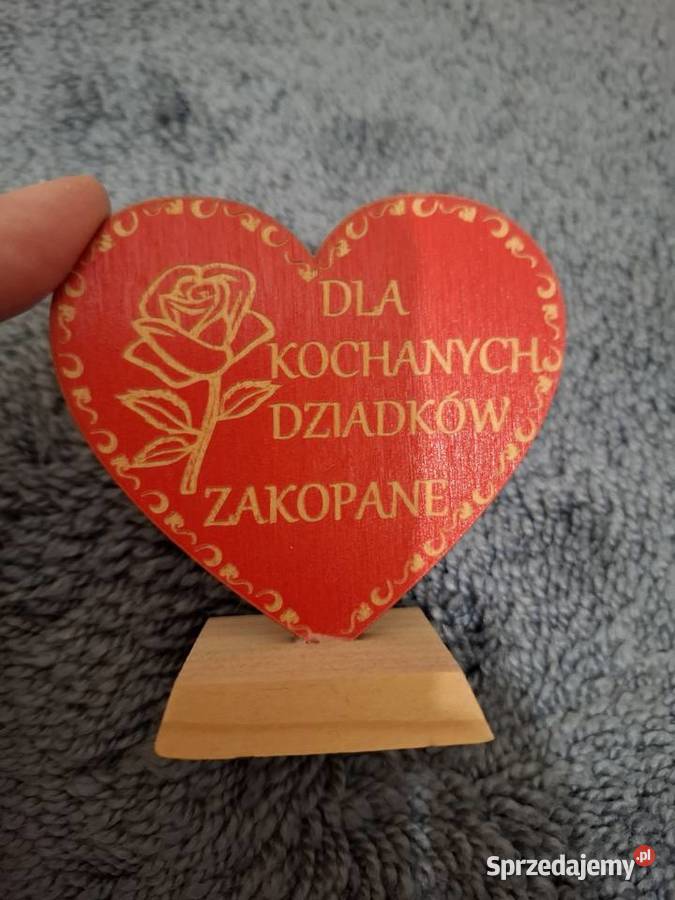 DLA
KOCHANYCH
DZIADKÓW
ZAKOPANE
Sprzedajemy.pl